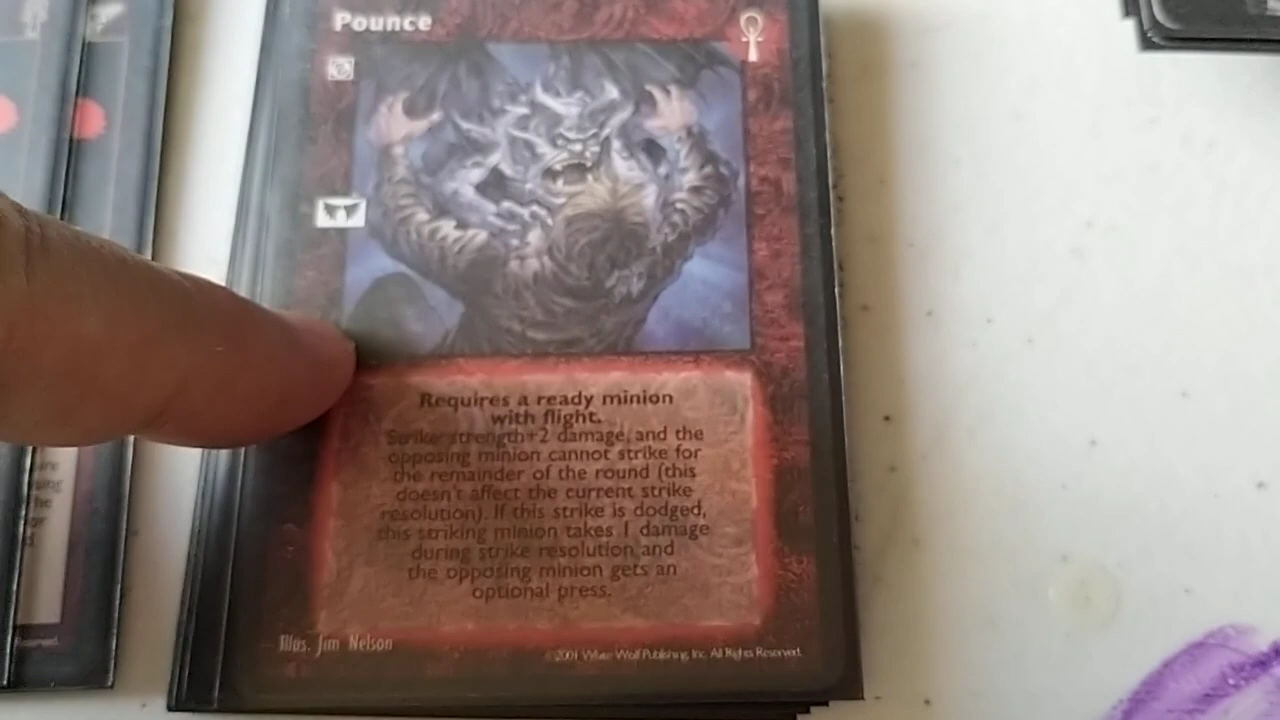 Pounce
Requires a ready minion
with flight.
Strike: strength+2 damage, and the
opposing minion cannot strike for
the remainder of the round (this
doesn't affect the current strike
resolution). If this strike is dodged,
this striking minion takes 1 damage
during strike resolution and
the opposing minion gets an
optional press.
Illus. Jim Nelson
©2001 White Wolf Publishing, Inc. All Rights Reserved.